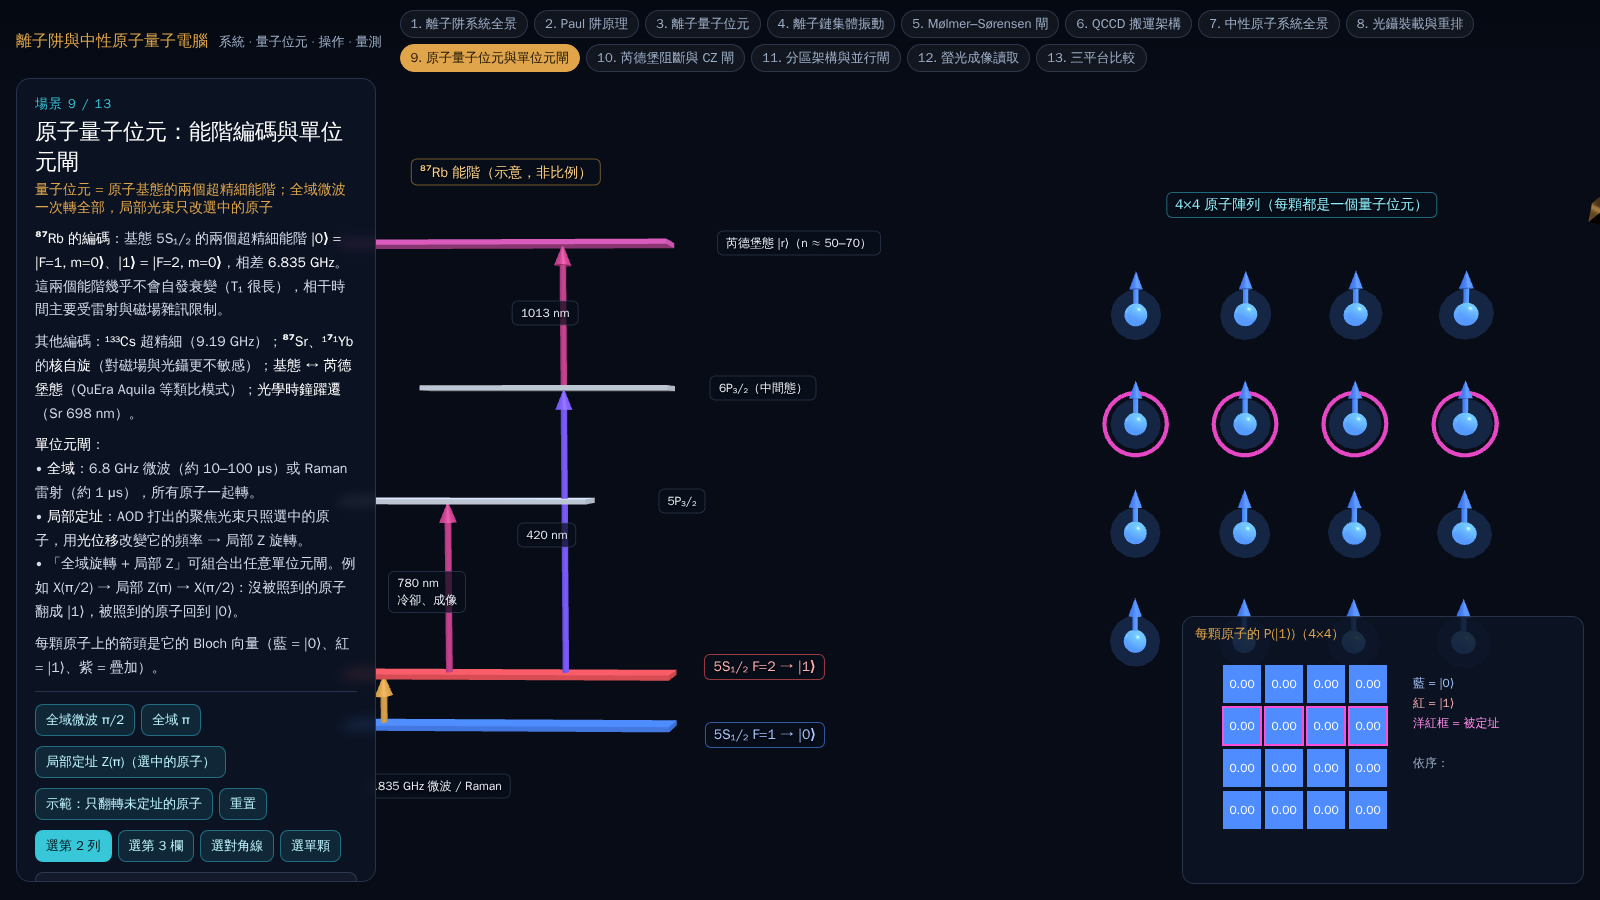 離子阱與中性原子量子電腦 系統 · 量子位元 · 操作 · 量測
1. 離子阱系統全景
2. Paul 阱原理
3. 離子量子位元
4. 離子鏈集體振動
5. Mølmer–Sørensen 閘
6. QCCD 搬運架構
7. 中性原子系統全景
8. 光鑷裝載與重排
9. 原子量子位元與單位元閘
10. 芮德堡阻斷與 CZ 閘
11. 分區架構與並行閘
12. 螢光成像讀取
13. 三平台比較
場景 9 / 13
原子量子位元：能階編碼與單位
元閘
量子位元 = 原子基態的兩個超精細能階；全域微波
一次轉全部，局部光束只改選中的原子
⁸⁷Rb 的編碼：基態 5S₁/₂ 的兩個超精細能階 |0⟩ =
|F=1, m=0⟩、|1⟩ = |F=2, m=0⟩，相差 6.835 GHz。
這兩個能階幾乎不會自發衰變（T₁ 很長），相干時
間主要受雷射與磁場雜訊限制。
其他編碼：¹³³Cs 超精細（9.19 GHz）；⁸⁷Sr、¹⁷¹Yb
的核自旋（對磁場與光鑷更不敏感）；基態 ↔ 芮德
堡態（QuEra Aquila 等類比模式）；光學時鐘躍遷
（Sr 698 nm）。
單位元閘：
• 全域：6.8 GHz 微波（約 10–100 µs）或 Raman
雷射（約 1 µs），所有原子一起轉。
• 局部定址：AOD 打出的聚焦光束只照選中的原
子，用光位移改變它的頻率 → 局部 Z 旋轉。
• 「全域旋轉 + 局部 Z」可組合出任意單位元閘。例
如 X(π/2) → 局部 Z(π) → X(π/2)：沒被照到的原子
翻成 |1⟩，被照到的原子回到 |0⟩。
每顆原子上的箭頭是它的 Bloch 向量（藍 = |0⟩、紅
= |1⟩、紫 = 疊加）。
全域微波 π/2
全域 π
局部定址 Z(π)（選中的原子）
示範：只翻轉未定址的原子
重置
選第 2 列
選第 3 欄
選對角線
選單顆
⁸⁷Rb 能階（示意，非比例）
芮德堡態 |r⟩（n ≈ 50–70）
1013 nm
6P₃/₂（中間態）
5P₃/₂
420 nm
780 nm
冷卻、成像
5S₁/₂ F=2 → |1⟩
5S₁/₂ F=1 → |0⟩
.835 GHz 微波 / Raman
4×4 原子陣列（每顆都是一個量子位元）
每顆原子的 P(|1⟩)（4×4）
0.00 0.00 0.00 0.00
0.00 0.00 0.00 0.00
0.00 0.00 0.00 0.00
0.00 0.00 0.00 0.00
藍 = |0⟩
紅 = |1⟩
洋紅框 = 被定址
依序：